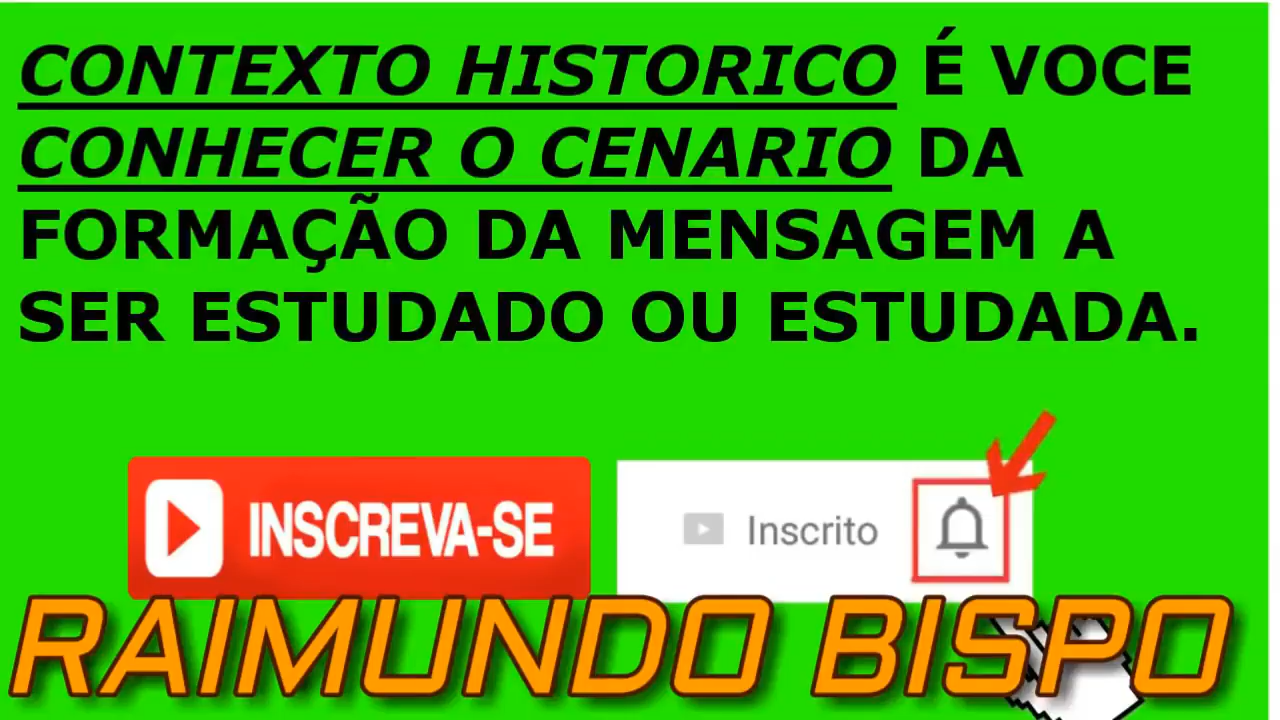 CONTEXTO HISTORICO É VOCE
CONHECER O CENARIO DA
FORMAÇÃO DA MENSAGEM A
SER ESTUDADO OU ESTUDADA.
INSCREVA-SE
Inscrito
RAIMUNDO BISPO